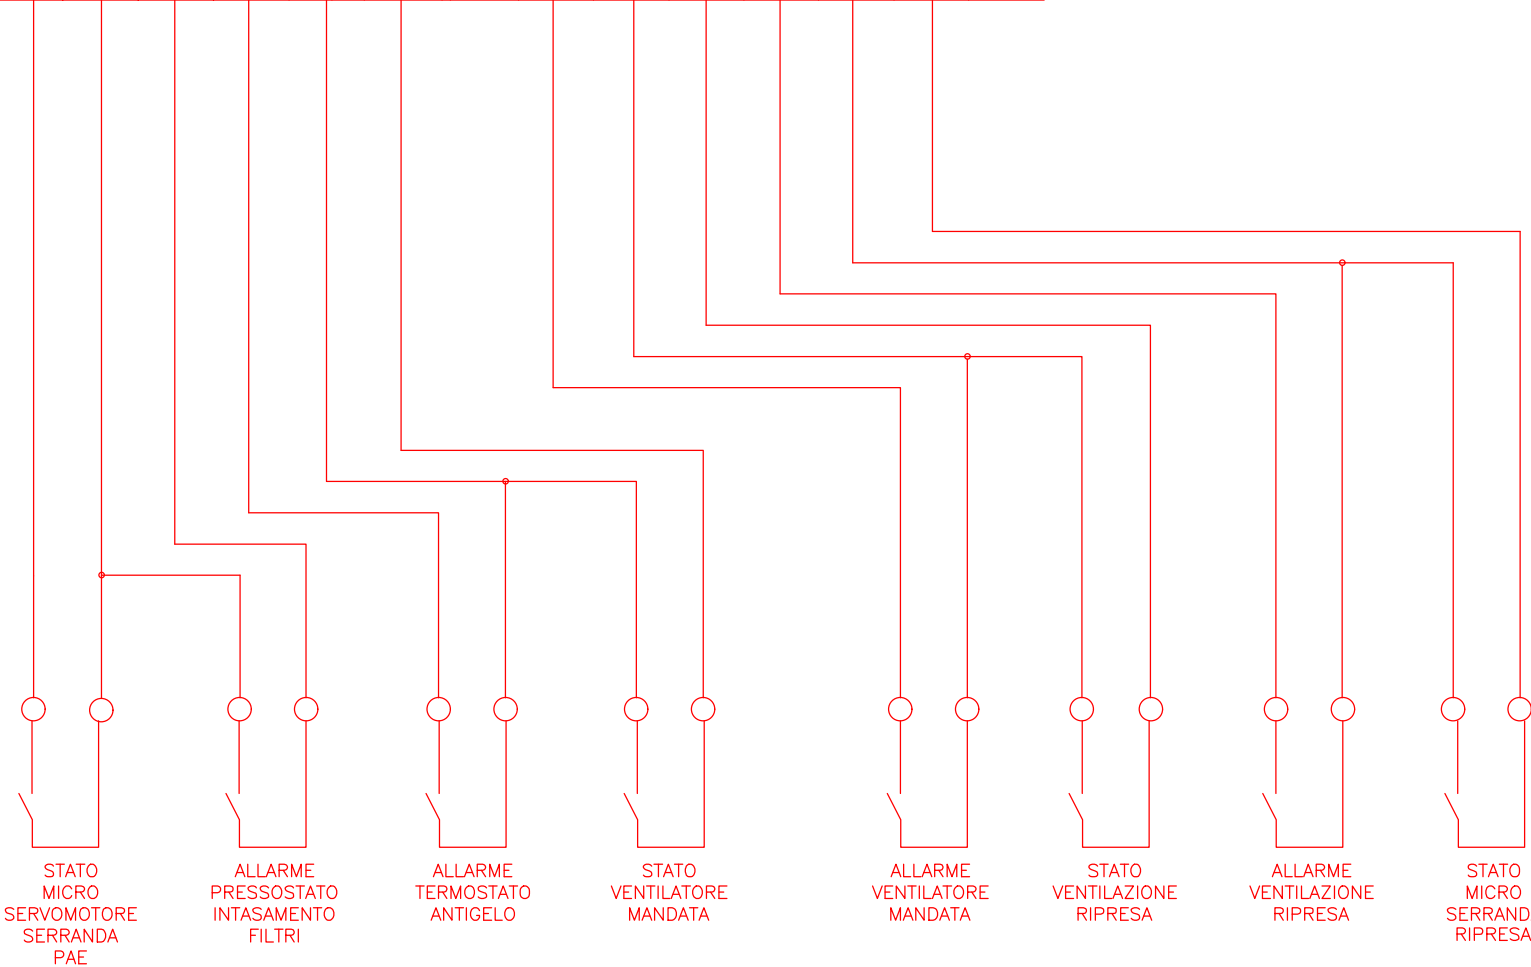 STATO
MICRO
SERVOMOTORE
SERRANDA
PAE
ALLARME
PRESSOSTATO
INTASAMENTO
FILTRI
ALLARME
TERMOSTATO
ANTIGELO
STATO
VENTILATORE
MANDATA
ALLARME
VENTILATORE
MANDATA
STATO
VENTILAZIONE
RIPRESA
ALLARME
VENTILAZIONE
RIPRESA
STATO
MICRO
SERRAND
RIPRESA